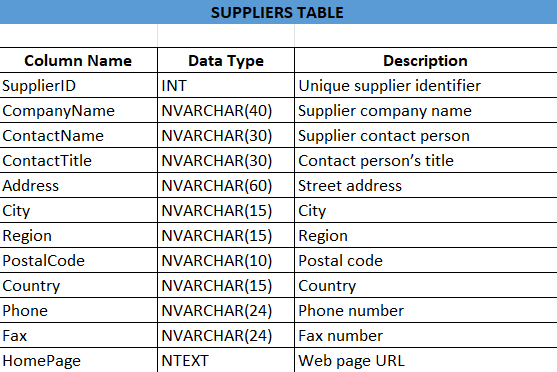 SUPPLIERS TABLE
Column Name Data Type Description
SupplierID INT Unique supplier identifier
CompanyName NVARCHAR(40) Supplier company name
ContactName NVARCHAR(30) Supplier contact person
ContactTitle NVARCHAR(30) Contact person’s title
Address NVARCHAR(60) Street address
City NVARCHAR(15) City
Region NVARCHAR(15) Region
PostalCode NVARCHAR(10) Postal code
Country NVARCHAR(15) Country
Phone NVARCHAR(24) Phone number
Fax NVARCHAR(24) Fax number
HomePage NTEXT Web page URL